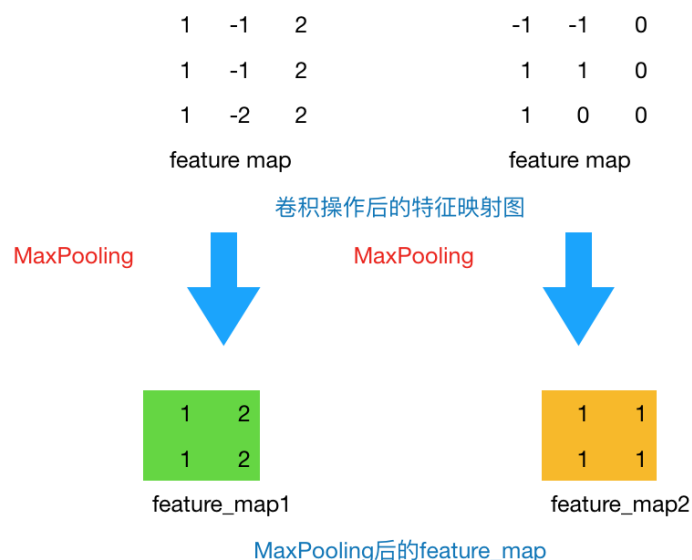 1 -1 2 -1 -1 0
1 -1 2 1 1 0
1 -2 2 1 0 0
feature map feature map
卷积操作后的特征映射图
MaxPooling MaxPooling
1 2 1 1
1 2 1 1
feature_map1 feature_map2
MaxPooling后的feature_map